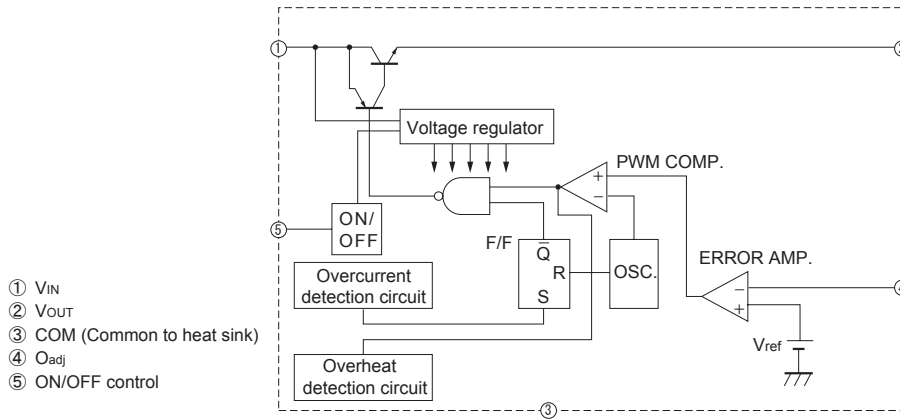 ①
Voltage regulator
PWM COMP.
+
−
⑤
ON/
OFF
F/F
Q̅
R
S
OSC.
ERROR AMP.
−
+
Vref
Overcurrent
detection circuit
Overheat
detection circuit
③
① VIN
② VOUT
③ COM (Common to heat sink)
④ Oadj
⑤ ON/OFF control